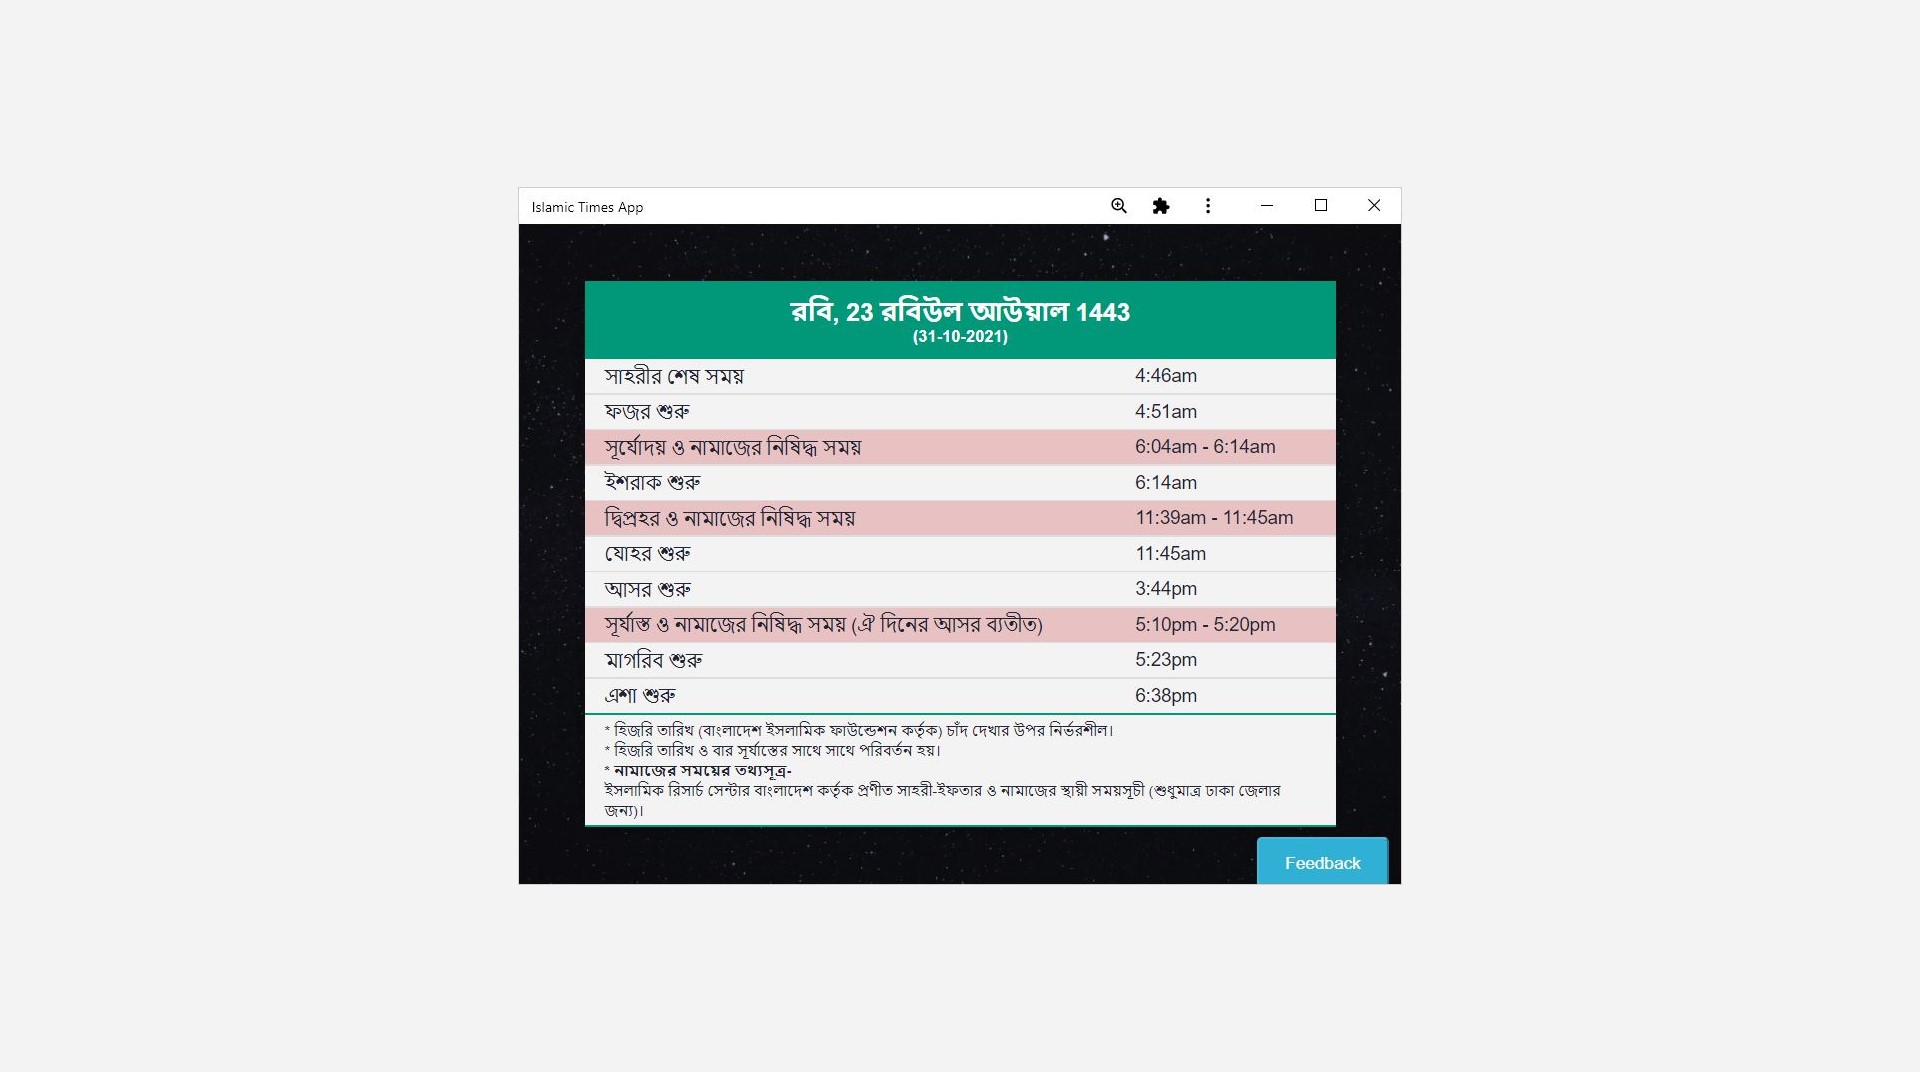 Islamic Times App
রবি, 23 রবিউল আউয়াল 1443
(31-10-2021)
সাহরীর শেষ সময় 4:46am
ফজর শুরু 4:51am
সূর্যোদয় ও নামাজের নিষিদ্ধ সময় 6:04am - 6:14am
ইশরাক শুরু 6:14am
দ্বিপ্রহর ও নামাজের নিষিদ্ধ সময় 11:39am - 11:45am
যোহর শুরু 11:45am
আসর শুরু 3:44pm
সূর্যাস্ত ও নামাজের নিষিদ্ধ সময় (ঐ দিনের আসর ব্যতীত) 5:10pm - 5:20pm
মাগরিব শুরু 5:23pm
এশা শুরু 6:38pm
* হিজরি তারিখ (বাংলাদেশ ইসলামিক ফাউন্ডেশন কর্তৃক) চাঁদ দেখার উপর নির্ভরশীল।
* হিজরি তারিখ ও বার সূর্যাস্তের সাথে সাথে পরিবর্তন হয়।
* নামাজের সময়ের তথ্যসূত্র-
ইসলামিক রিসার্চ সেন্টার বাংলাদেশ কর্তৃক প্রণীত সাহরী-ইফতার ও নামাজের স্থায়ী সময়সূচী (শুধুমাত্র ঢাকা জেলার
জন্য)।
Feedback